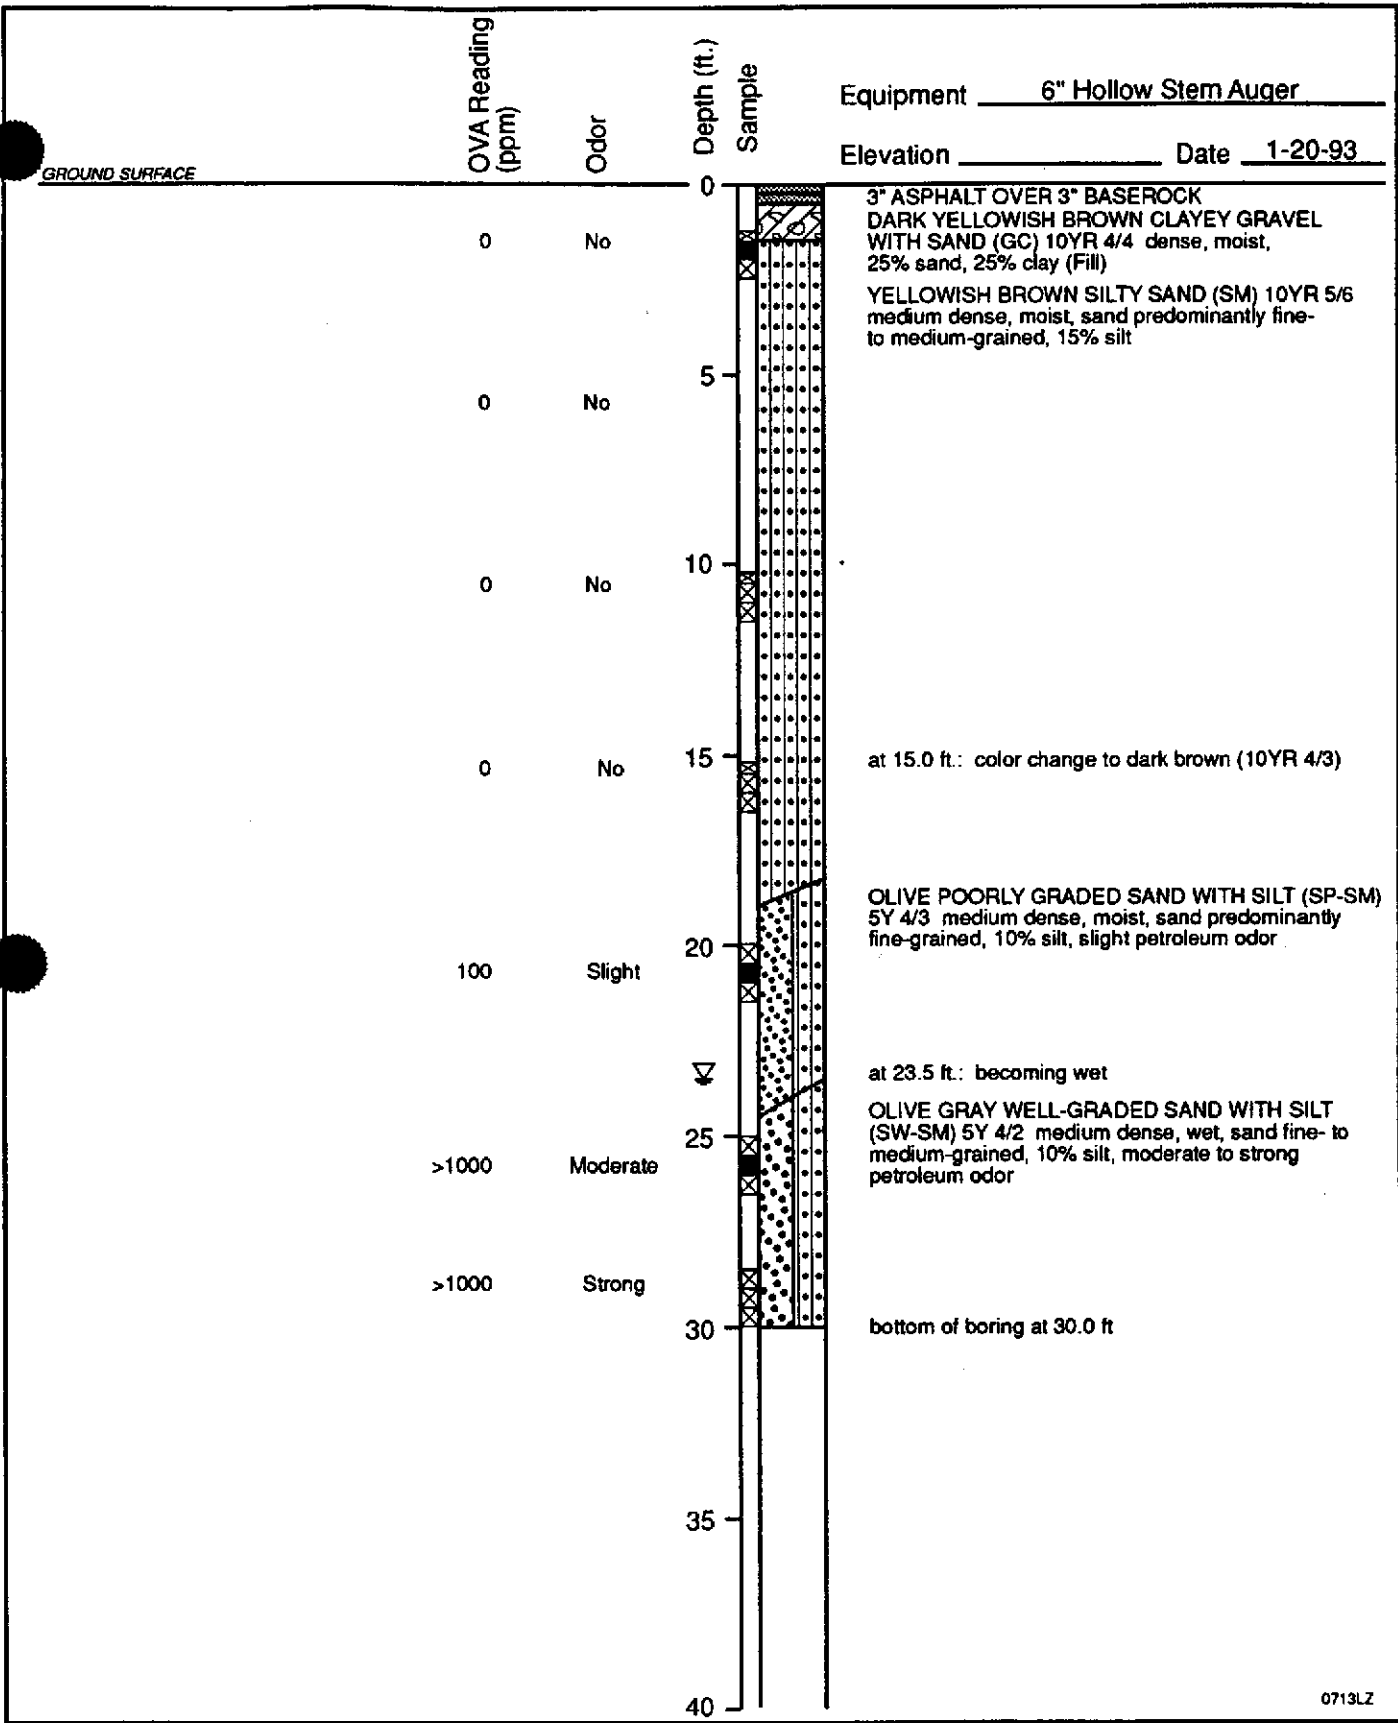 OVA Reading
(ppm)
Odor
Depth (ft.)
Sample
Equipment 6" Hollow Stem Auger
Elevation Date 1-20-93
GROUND SURFACE
0
3" ASPHALT OVER 3" BASEROCK
DARK YELLOWISH BROWN CLAYEY GRAVEL
0 No WITH SAND (GC) 10YR 4/4 dense, moist,
25% sand, 25% clay (Fill)
YELLOWISH BROWN SILTY SAND (SM) 10YR 5/6
medium dense, moist, sand predominantly fine-
to medium-grained, 15% silt
5
0 No
10
0 No
15 at 15.0 ft.: color change to dark brown (10YR 4/3)
0 No
OLIVE POORLY GRADED SAND WITH SILT (SP-SM)
5Y 4/3 medium dense, moist, sand predominantly
fine-grained, 10% silt, slight petroleum odor
20
100 Slight
at 23.5 ft.: becoming wet
OLIVE GRAY WELL-GRADED SAND WITH SILT
25 (SW-SM) 5Y 4/2 medium dense, wet, sand fine- to
medium-grained, 10% silt, moderate to strong
>1000 Moderate petroleum odor
>1000 Strong
30 bottom of boring at 30.0 ft
35
40
0713LZ